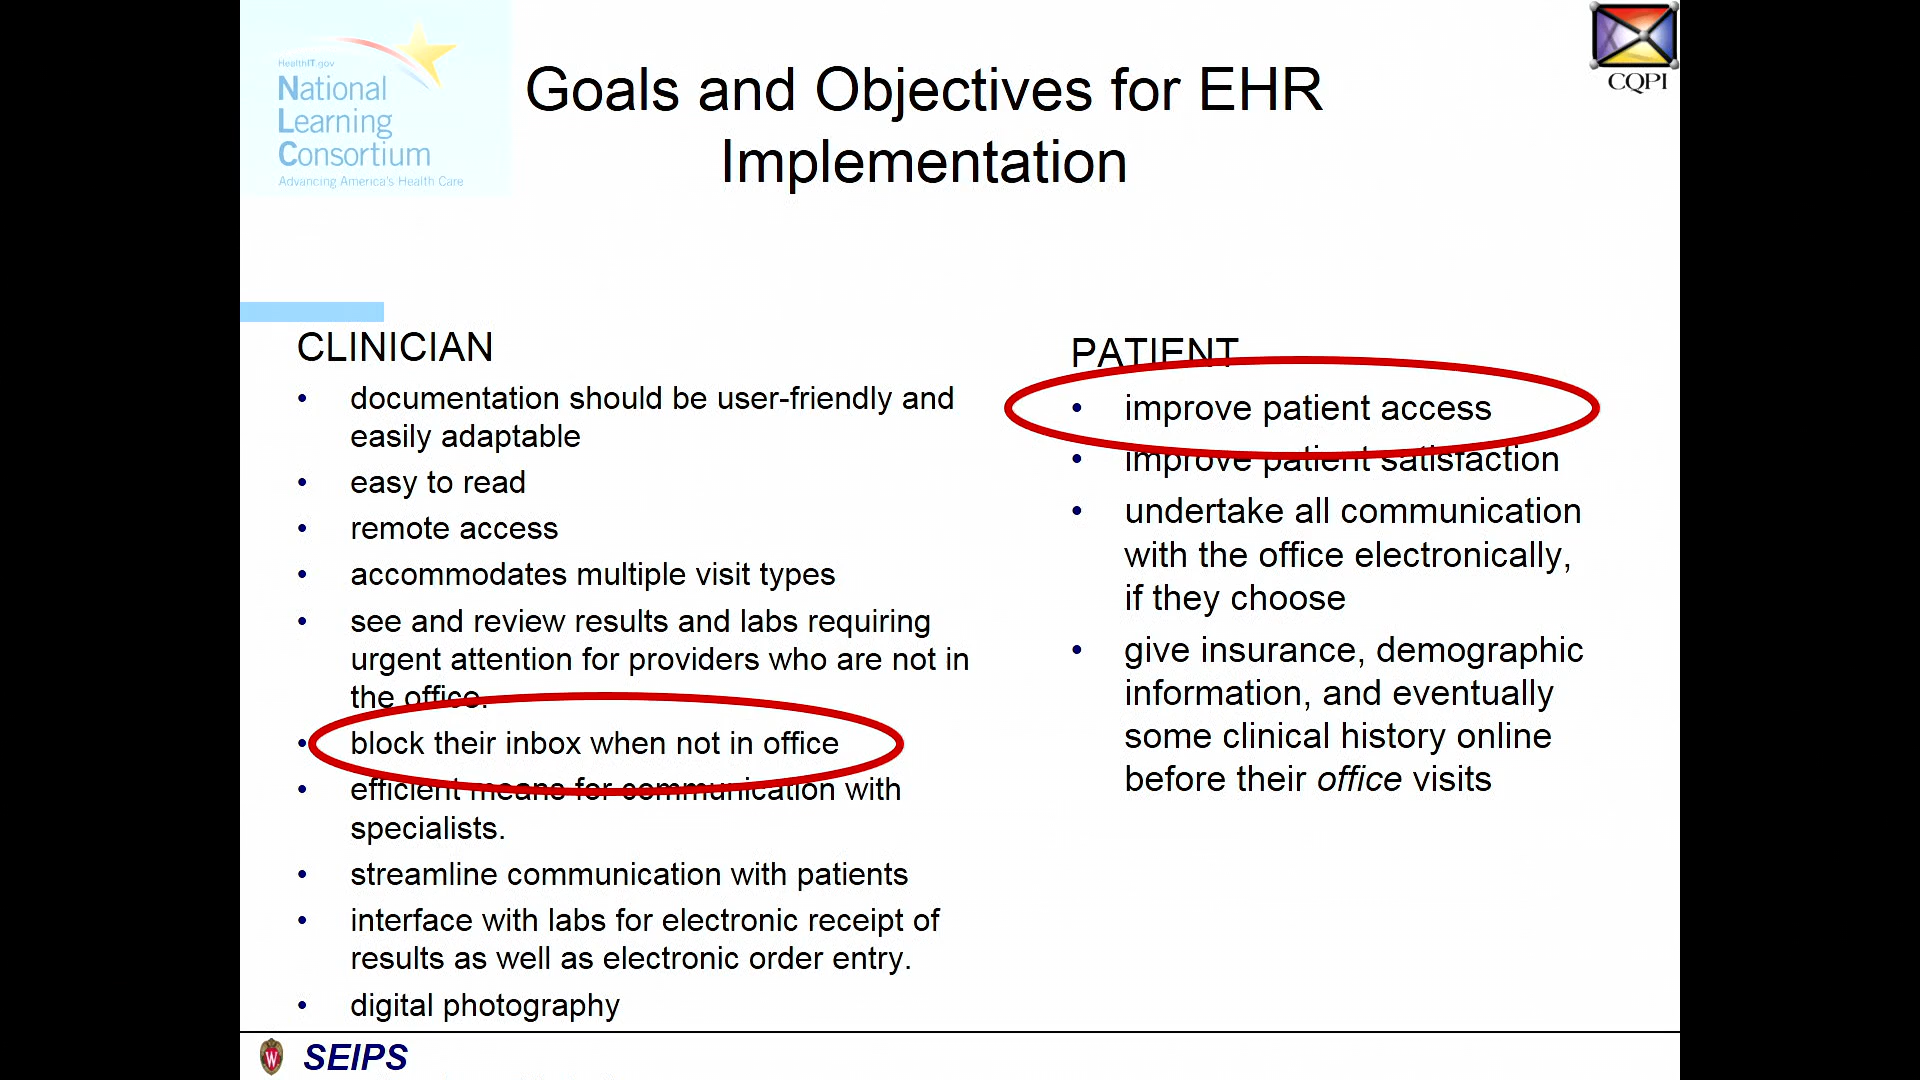 HealthIT.gov
National
Learning
Consortium
Advancing America's Health Care
Goals and Objectives for EHR
Implementation
CQPI
CLINICIAN
• documentation should be user-friendly and
easily adaptable
• easy to read
• remote access
• accommodates multiple visit types
• see and review results and labs requiring
urgent attention for providers who are not in
the office.
• block their inbox when not in office
• efficient means for communication with
specialists.
• streamline communication with patients
• interface with labs for electronic receipt of
results as well as electronic order entry.
• digital photography
PATIENT
• improve patient access
• improve patient satisfaction
• undertake all communication
with the office electronically,
if they choose
• give insurance, demographic
information, and eventually
some clinical history online
before their office visits
W
SEIPS